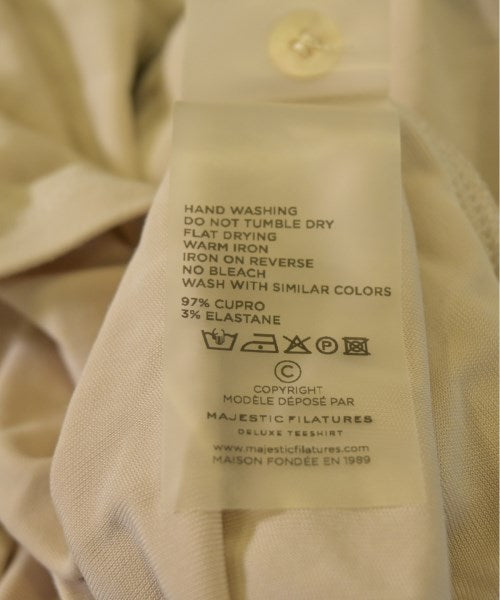 HAND WASHING
DO NOT TUMBLE DRY
FLAT DRYING
WARM IRON
IRON ON REVERSE
NO BLEACH
WASH WITH SIMILAR COLORS
97% CUPRO
3% ELASTANE
P
©
COPYRIGHT
MODÈLE DÉPOSÉ PAR
MAJESTIC FILATURES
DELUXE TEESHIRT
www.majesticfilatures.com
MAISON FONDÉE EN 1989